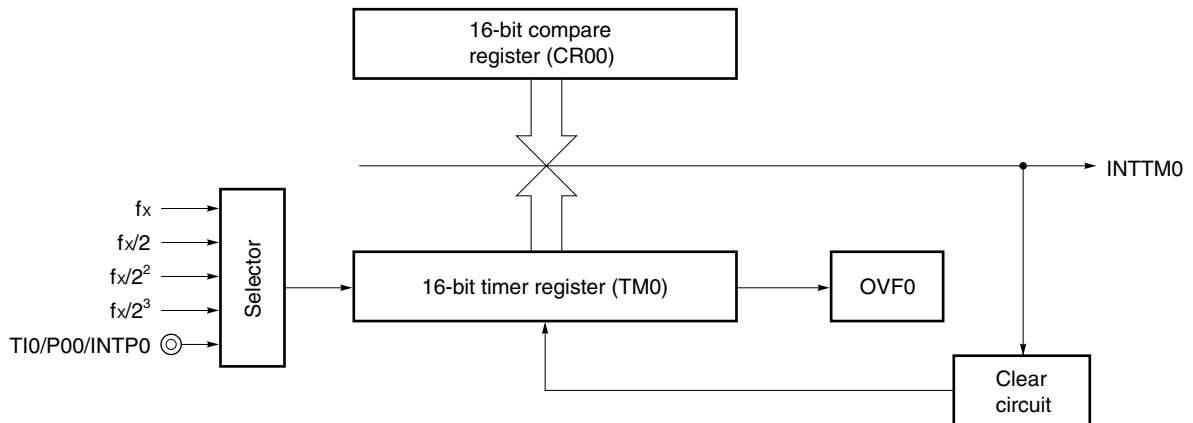 16-bit compare
register (CR00)
INTTM0
fX
fX/2
fX/2²
fX/2³
TI0/P00/INTP0
Selector
16-bit timer register (TM0)
OVF0
Clear
circuit